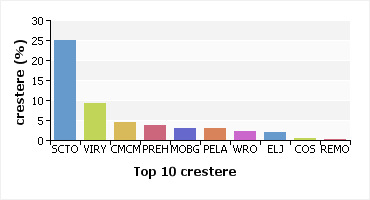 30
25
20
15
10
5
0
crestere (%)
SCTO VIRY CMCM PREH MOBG PELA WRO ELJ COS REMO
Top 10 crestere